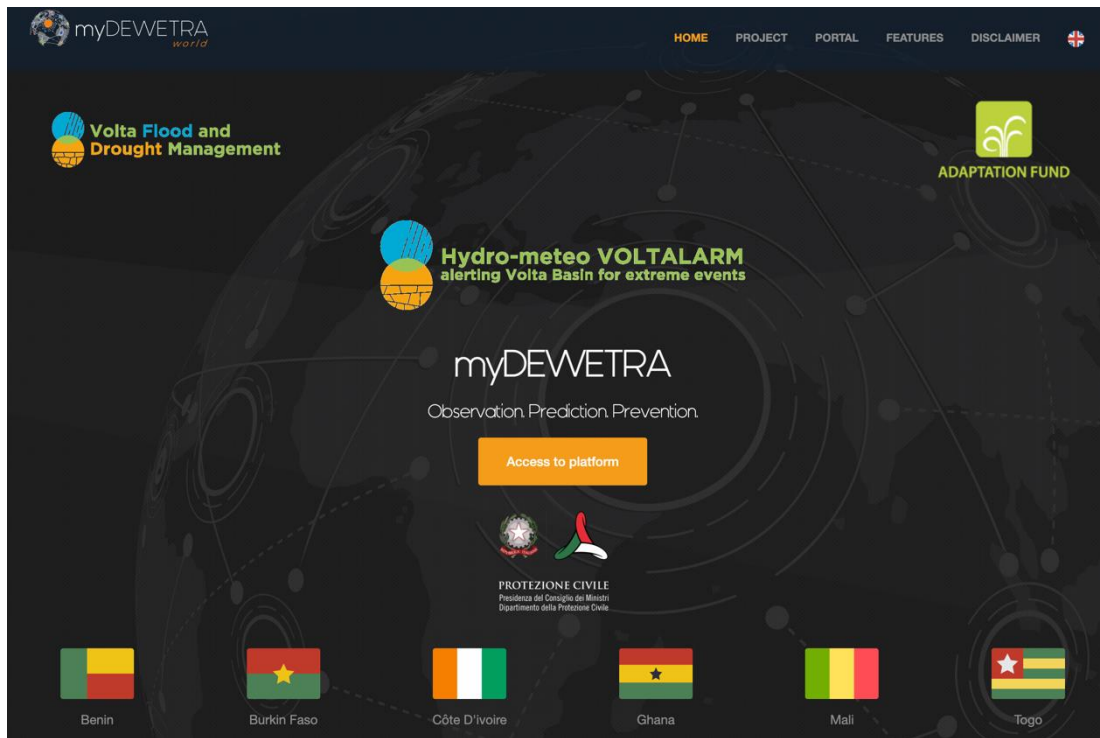 myDEWETRA
world
HOME PROJECT PORTAL FEATURES DISCLAIMER
Volta Flood and
Drought Management
ADAPTATION FUND
Hydro-meteo VOLTALARM
alerting Volta Basin for extreme events
myDEWETRA
Observation. Prediction. Prevention.
Access to platform
PROTEZIONE CIVILE
Presidenza del Consiglio dei Ministri
Dipartimento della Protezione Civile
Benin Burkin Faso Côte D'ivoire Ghana Mali Togo